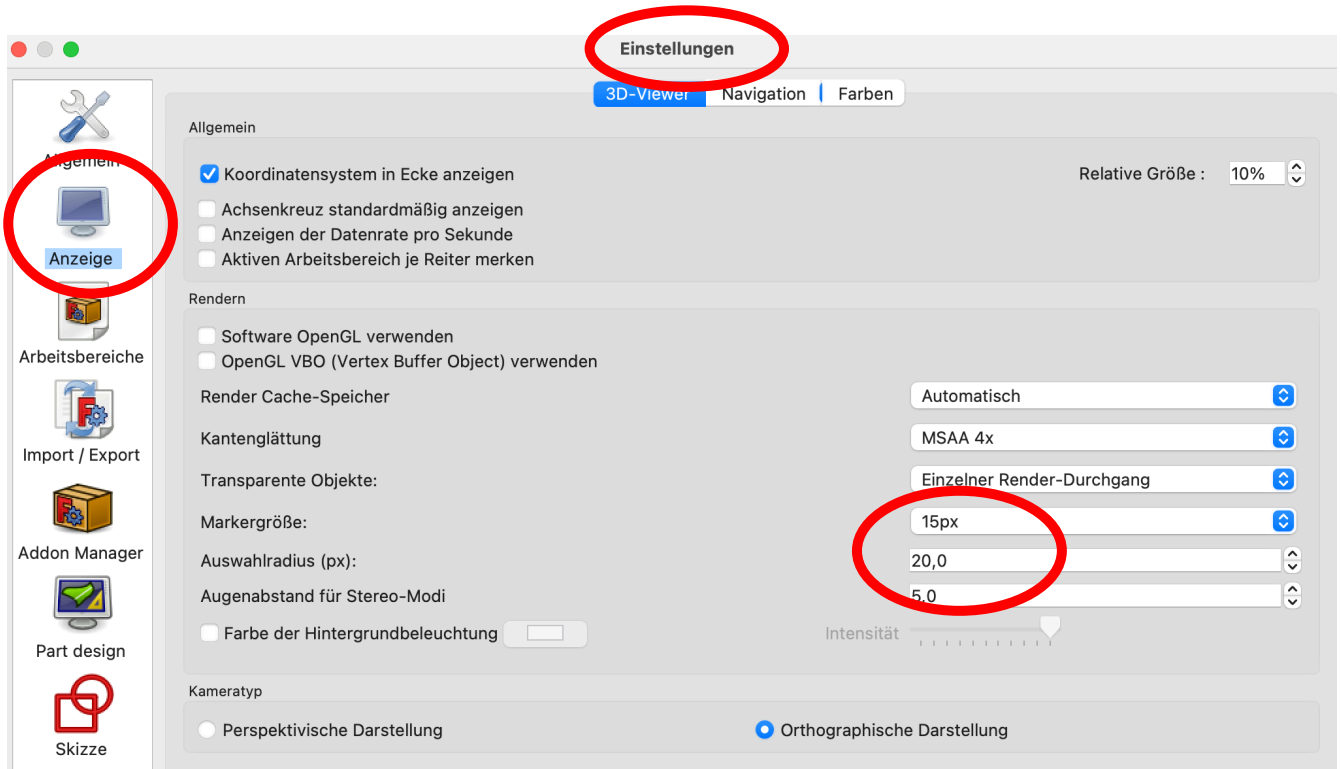 Einstellungen
3D-Viewer Navigation Farben
Allgemein
Anzeige
Arbeitsbereiche
Import / Export
Addon Manager
Part design
Skizze
Allgemein
Koordinatensystem in Ecke anzeigen Relative Größe : 10%
Achsenkreuz standardmäßig anzeigen
Anzeigen der Datenrate pro Sekunde
Aktiven Arbeitsbereich je Reiter merken
Rendern
Software OpenGL verwenden
OpenGL VBO (Vertex Buffer Object) verwenden
Render Cache-Speicher Automatisch
Kantenglättung MSAA 4x
Transparente Objekte: Einzelner Render-Durchgang
Markergröße: 15px
Auswahlradius (px): 20,0
Augenabstand für Stereo-Modi 5,0
Farbe der Hintergrundbeleuchtung Intensität
Kameratyp
Perspektivische Darstellung Orthographische Darstellung